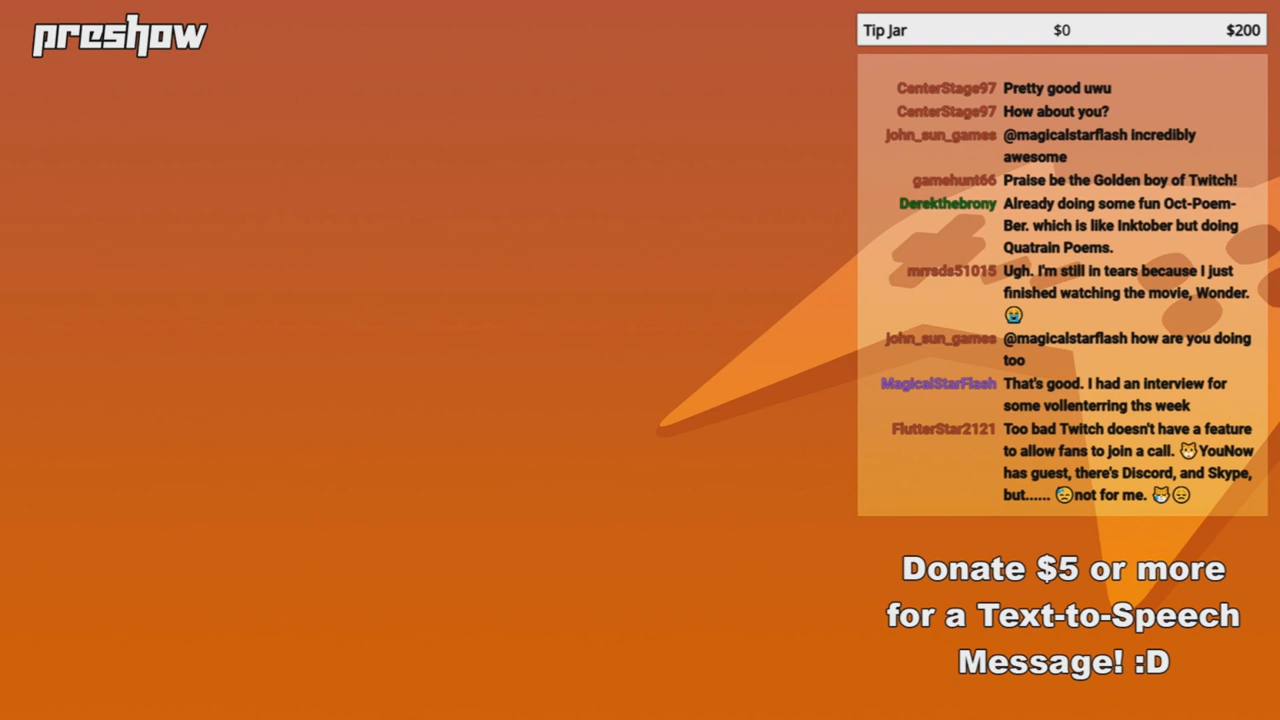 preshow
Tip Jar $0 $200
CenterStage97 Pretty good uwu
CenterStage97 How about you?
john_sun_games @magicalstarflash incredibly
awesome
gamehunt66 Praise be the Golden boy of Twitch!
Derekthebrony Already doing some fun Oct-Poem-
Ber. which is like Inktober but doing
Quatrain Poems.
mrrsds51015 Ugh. I'm still in tears because I just
finished watching the movie, Wonder.
😭
john_sun_games @magicalstarflash how are you doing
too
MagicalStarFlash That's good. I had an interview for
some vollenterring ths week
FlutterStar2121 Too bad Twitch doesn't have a feature
to allow fans to join a call. 🐱YouNow
has guest, there's Discord, and Skype,
but...... 😓not for me. 😹😞
Donate $5 or more
for a Text-to-Speech
Message! :D